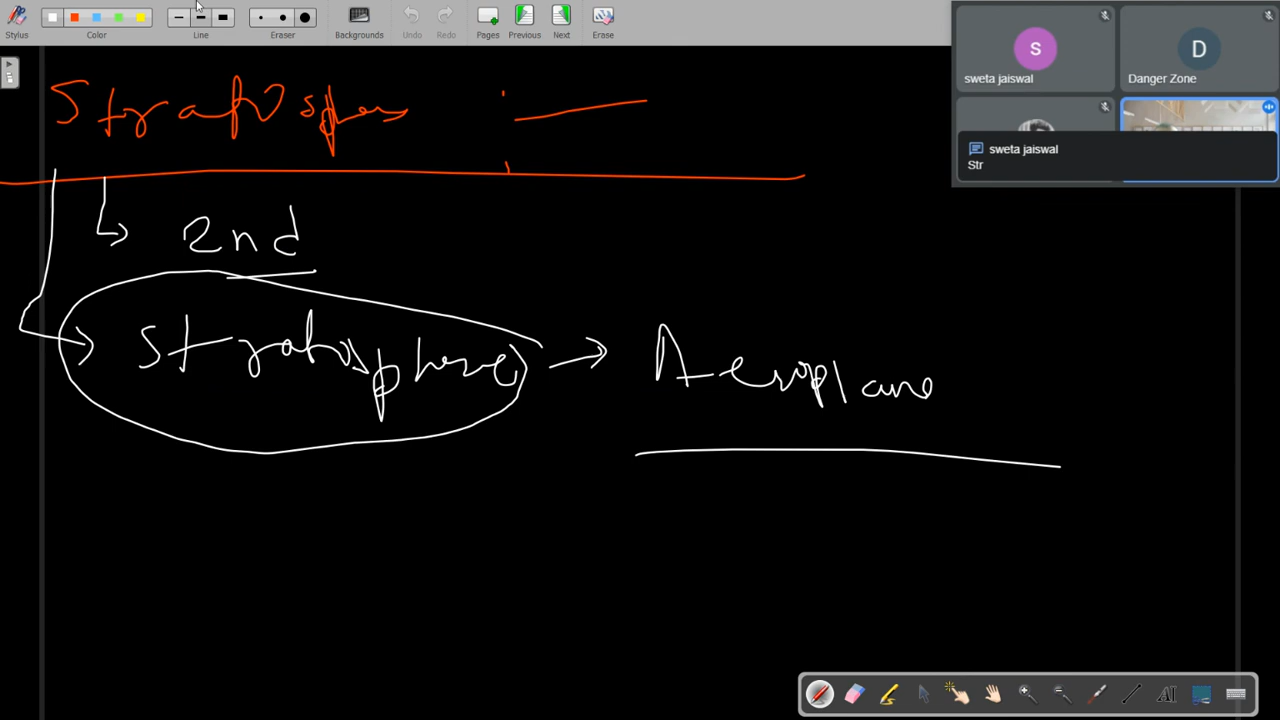 Stylus
Color
Line
Eraser
Backgrounds
Undo
Redo
Pages
Previous
Next
Erase
S
sweta jaiswal
D
Danger Zone
sweta jaiswal
Str
2nd
Stratosphere → Aeroplane
AI